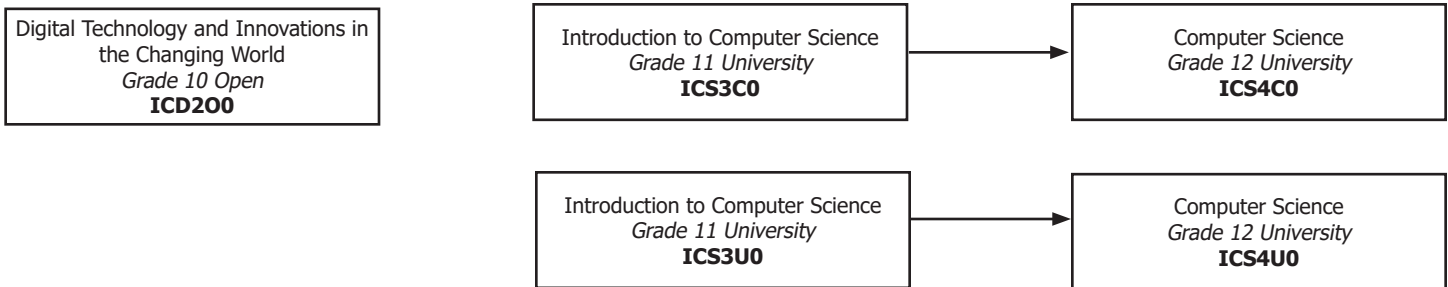 Digital Technology and Innovations in
the Changing World
Grade 10 Open
ICD2O0
Introduction to Computer Science
Grade 11 University
ICS3C0
Computer Science
Grade 12 University
ICS4C0
Introduction to Computer Science
Grade 11 University
ICS3U0
Computer Science
Grade 12 University
ICS4U0